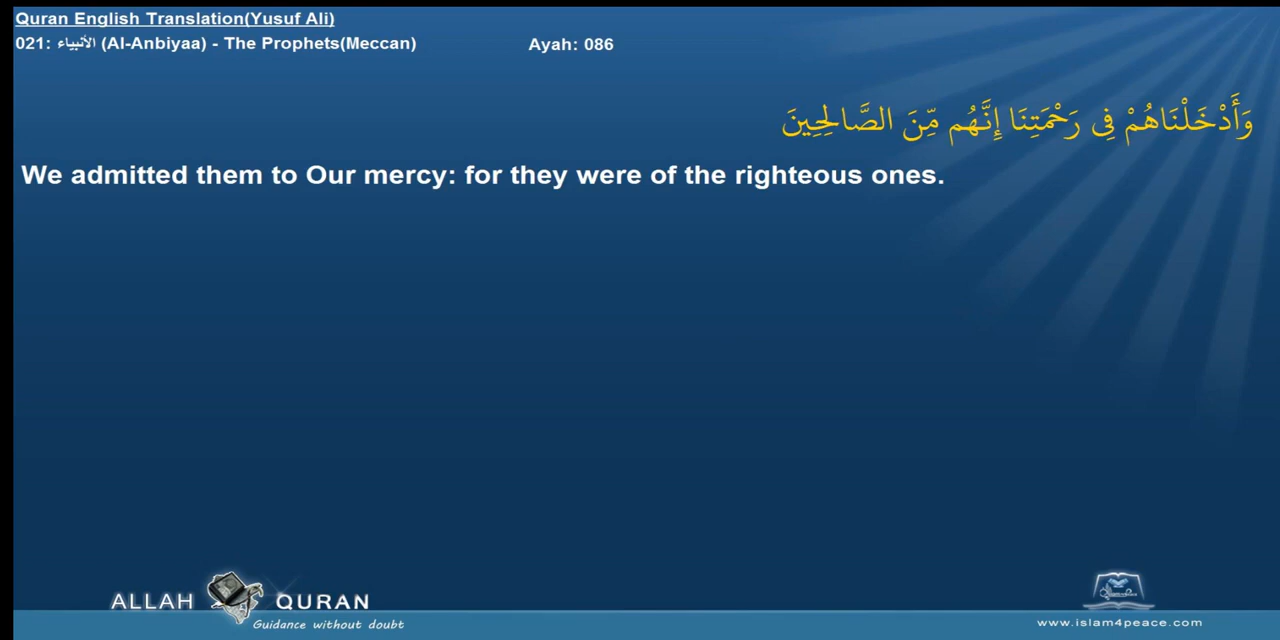 Quran English Translation(Yusuf Ali)
021: الأنبياء (Al-Anbiyaa) - The Prophets(Meccan) Ayah: 086
وَأَدْخَلْنَاهُمْ فِي رَحْمَتِنَا إِنَّهُم مِّنَ الصَّالِحِينَ
We admitted them to Our mercy: for they were of the righteous ones.
ALLAH QURAN
Guidance without doubt
www.islam4peace.com